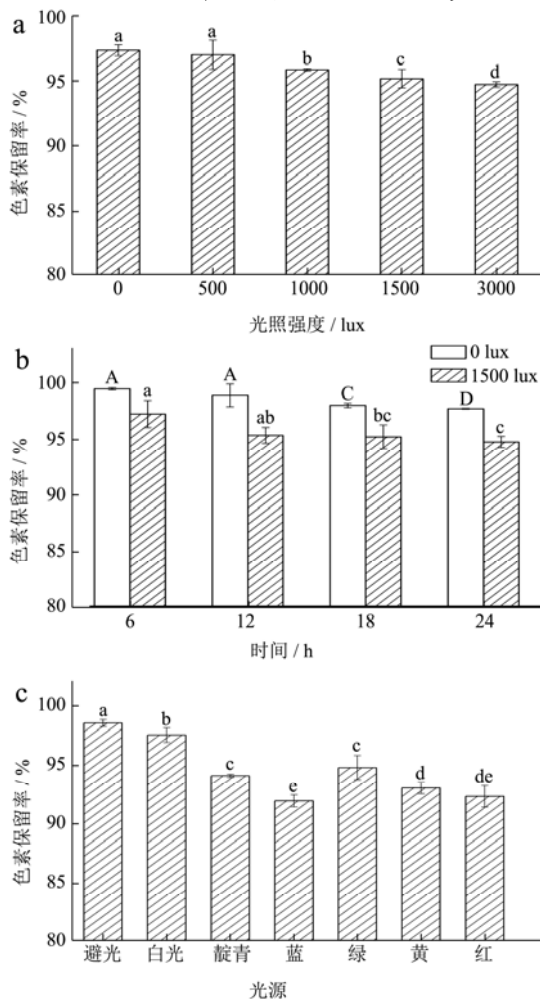 a
100
a
a
b
c
d
95
90
85
80
色素保留率 / %
0 500 1000 1500 3000
光照强度 / lux
b
0 lux
1500 lux
100
A a A ab C bc D c
95
90
85
80
色素保留率 / %
6 12 18 24
时间 / h
c
100
a b c e c d de
95
90
85
80
色素保留率 / %
避光 白光 靛青 蓝 绿 黄 红
光源